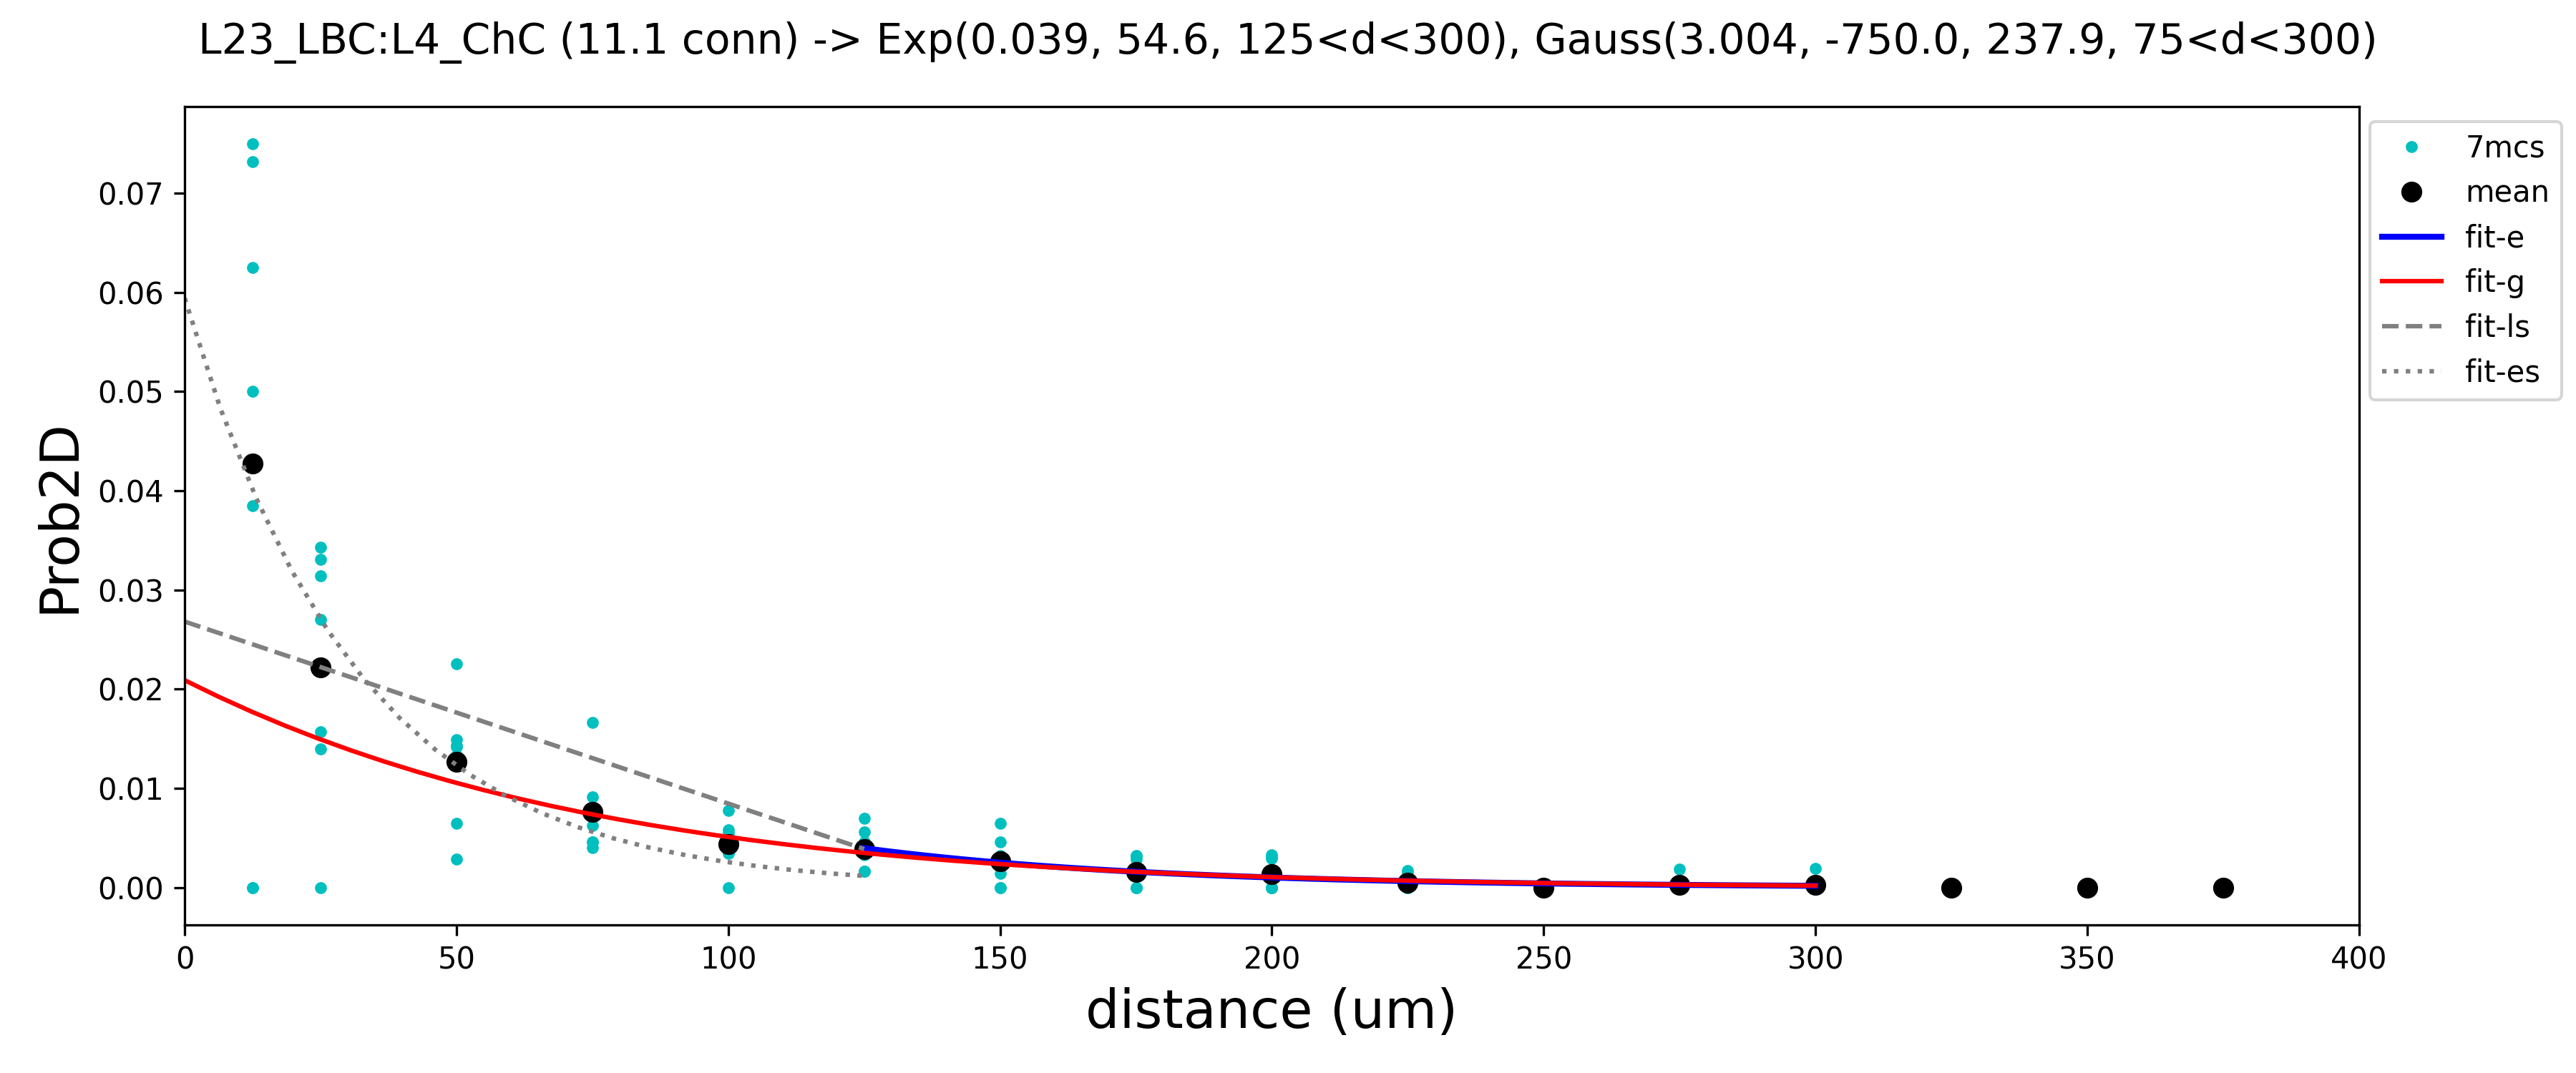 L23_LBC:L4_ChC (11.1 conn) -> Exp(0.039, 54.6, 125<d<300), Gauss(3.004, -750.0, 237.9, 75<d<300)
7mcs
mean
fit-e
fit-g
fit-ls
fit-es
Prob2D
0.07
0.06
0.05
0.04
0.03
0.02
0.01
0.00
0 50 100 150 200 250 300 350 400
distance (um)